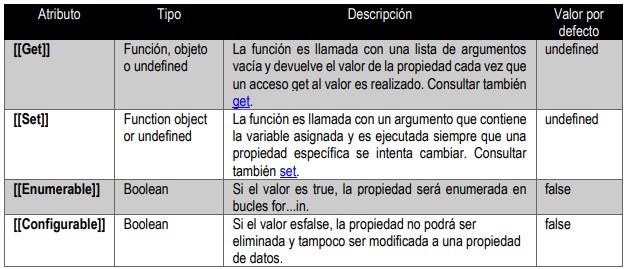 Atributo Tipo Descripción Valor por
defecto
[[Get]] Función, objeto La función es llamada con una lista de argumentos undefined
o undefined vacía y devuelve el valor de la propiedad cada vez que
un acceso get al valor es realizado. Consultar también
get.
[[Set]] Function object La función es llamada con un argumento que contiene undefined
or undefined la variable asignada y es ejecutada siempre que una
propiedad específica se intenta cambiar. Consultar
también set.
[[Enumerable]] Boolean Si el valor es true, la propiedad será enumerada en false
bucles for...in.
[[Configurable]] Boolean Si el valor esfalse, la propiedad no podrá ser false
eliminada y tampoco ser modificada a una propiedad
de datos.